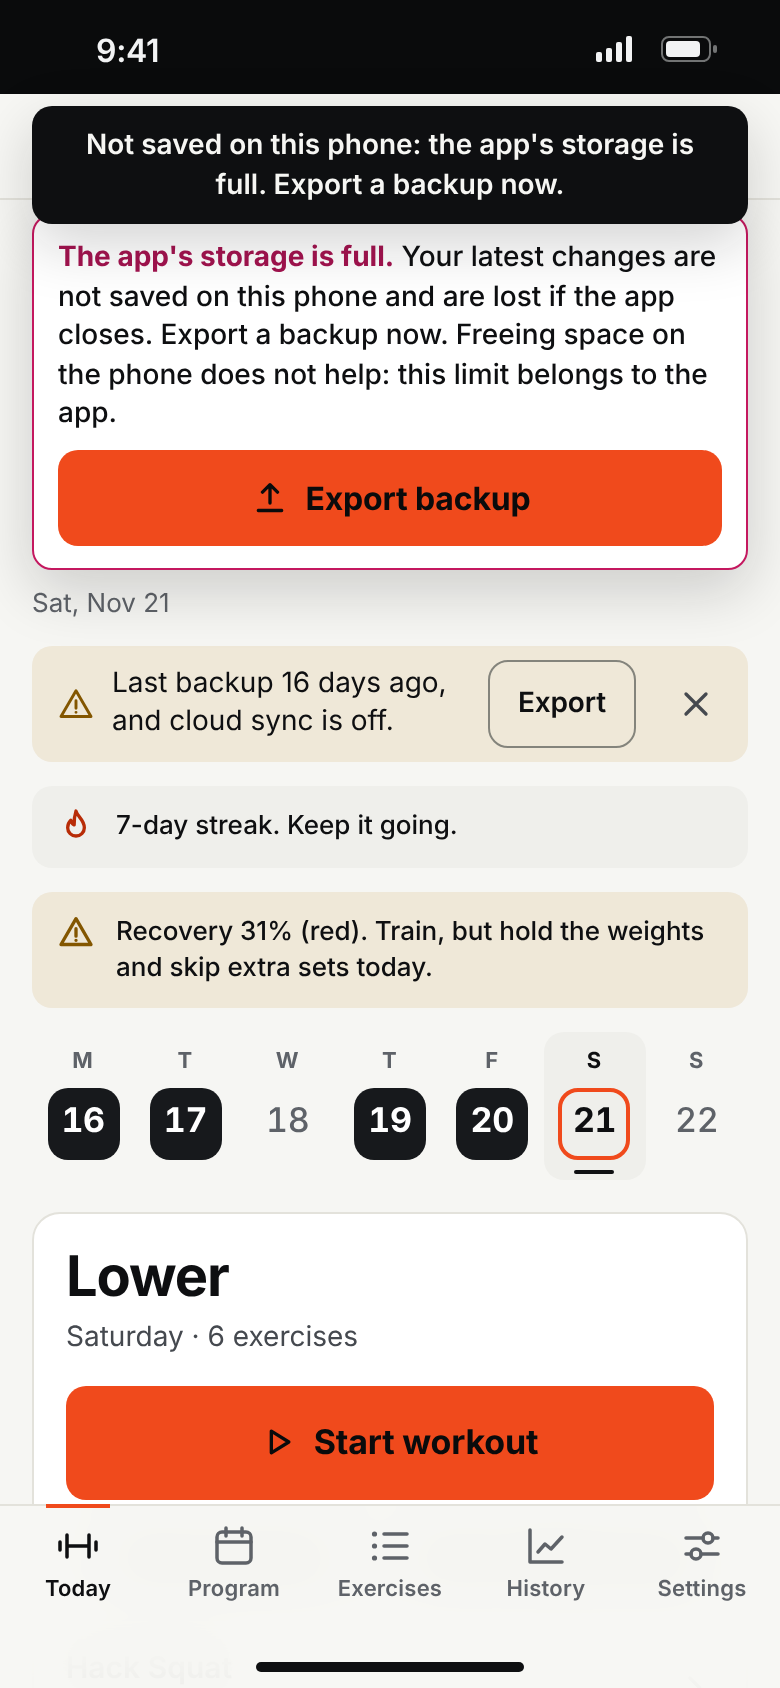 9:41
Not saved on this phone: the app's storage is
full. Export a backup now.
The app's storage is full. Your latest changes are
not saved on this phone and are lost if the app
closes. Export a backup now. Freeing space on
the phone does not help: this limit belongs to the
app.
Export backup
Sat, Nov 21
Last backup 16 days ago,
and cloud sync is off.
Export
7-day streak. Keep it going.
Recovery 31% (red). Train, but hold the weights
and skip extra sets today.
M T W T F S S
16 17 18 19 20 21 22
Lower
Saturday · 6 exercises
Start workout
Today Program Exercises History Settings
Hack Squat